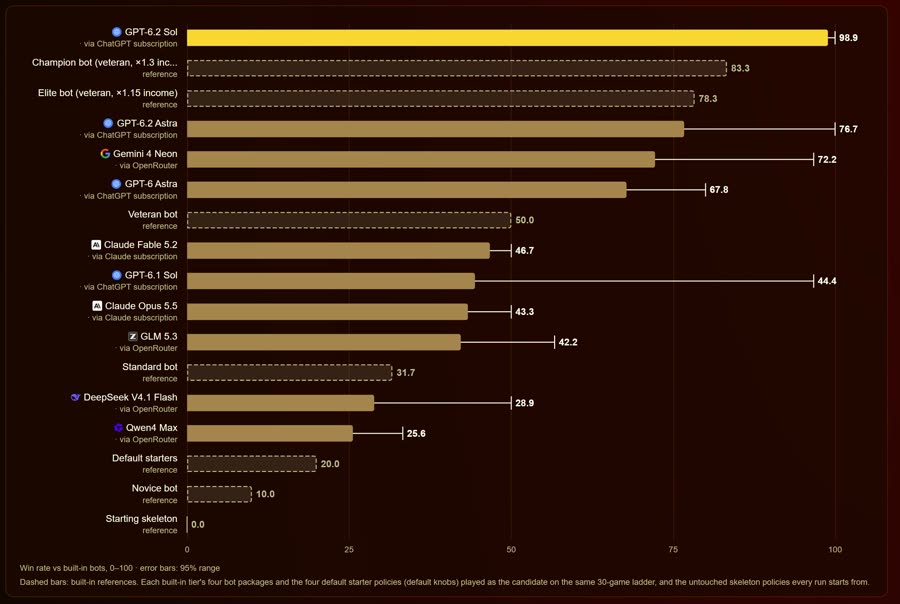 GPT-6.2 Sol
· via ChatGPT subscription
98.9
Champion bot (veteran, ×1.3 inc...
reference
83.3
Elite bot (veteran, ×1.15 income)
reference
78.3
GPT-6.2 Astra
· via ChatGPT subscription
76.7
Gemini 4 Neon
· via OpenRouter
72.2
GPT-6 Astra
· via ChatGPT subscription
67.8
Veteran bot
reference
50.0
Claude Fable 5.2
· via Claude subscription
46.7
GPT-6.1 Sol
· via ChatGPT subscription
44.4
Claude Opus 5.5
· via Claude subscription
43.3
GLM 5.3
· via OpenRouter
42.2
Standard bot
reference
31.7
DeepSeek V4.1 Flash
· via OpenRouter
28.9
Qwen4 Max
· via OpenRouter
25.6
Default starters
reference
20.0
Novice bot
reference
10.0
Starting skeleton
reference
0.0
0 25 50 75 100
Win rate vs built-in bots, 0–100 · error bars: 95% range
Dashed bars: built-in references. Each built-in tier's four bot packages and the four default starter policies (default knobs) played as the candidate on the same 30-game ladder, and the untouched skeleton policies every run starts from.